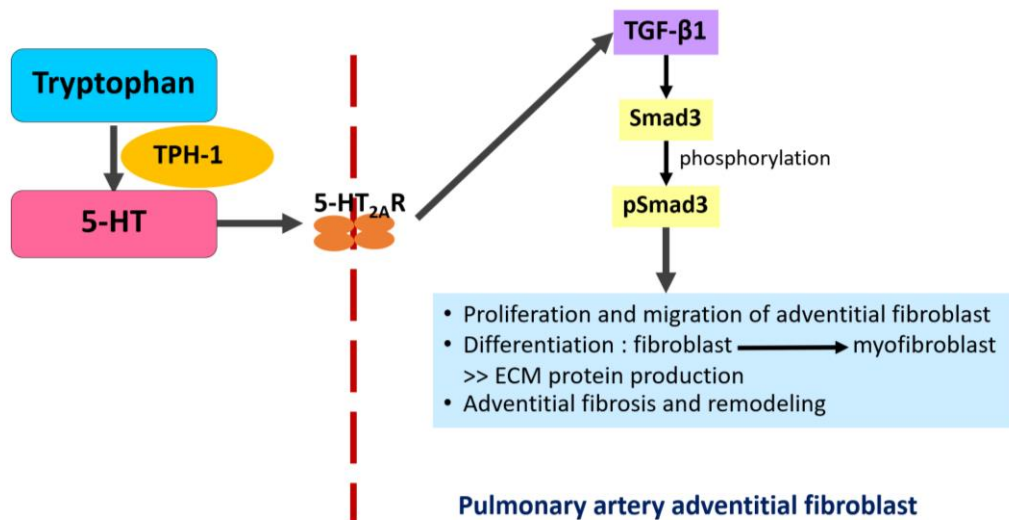 Tryptophan
TPH-1
5-HT
5-HT2AR
TGF-β1
Smad3
phosphorylation
pSmad3
• Proliferation and migration of adventitial fibroblast
• Differentiation : fibroblast myofibroblast
>> ECM protein production
• Adventitial fibrosis and remodeling
Pulmonary artery adventitial fibroblast